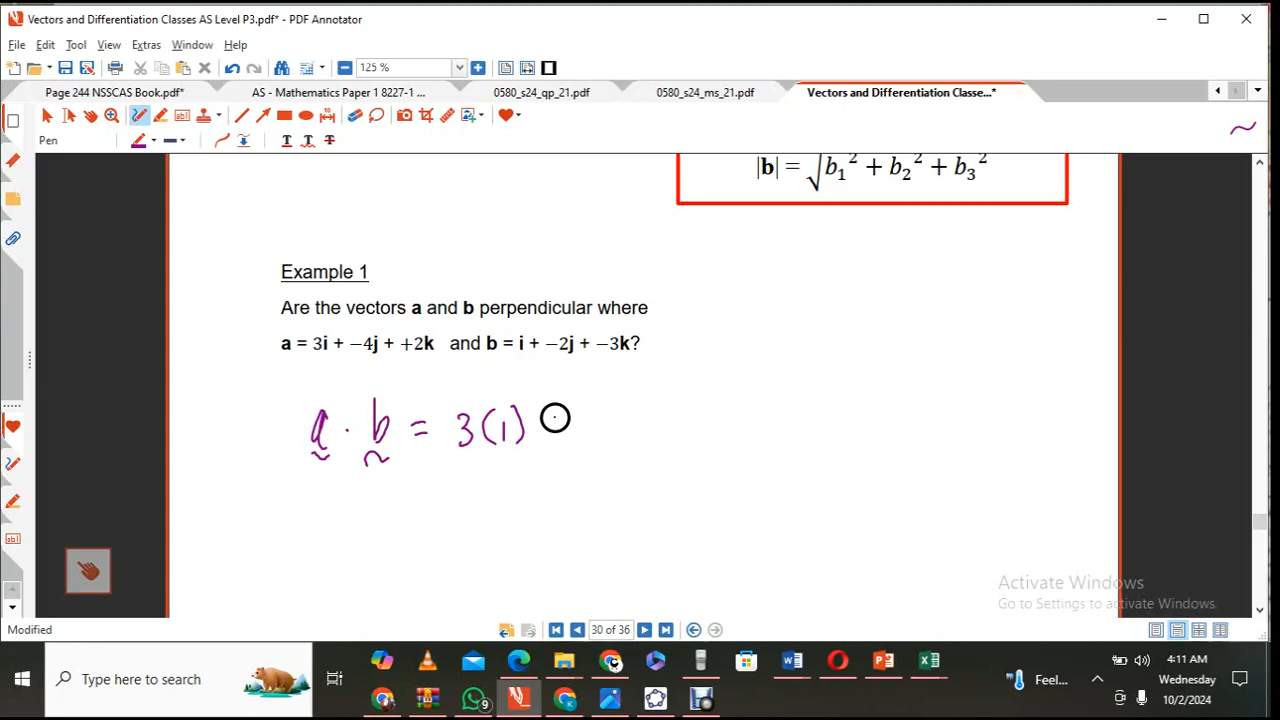 Vectors and Differentiation Classes AS Level P3.pdf* - PDF Annotator
File Edit Tool View Extras Window Help
125 %
Page 244 NSSCAS Book.pdf* AS - Mathematics Paper 1 8227-1 ... 0580_s24_qp_21.pdf 0580_s24_ms_21.pdf Vectors and Differentiation Classe...*
Pen
|b| = √b₁² + b₂² + b₃²
Example 1
Are the vectors a and b perpendicular where
a = 3i + −4j + +2k and b = i + −2j + −3k?
a · b = 3(1)
Activate Windows
Go to Settings to activate Windows.
Modified
30 of 36
Type here to search
Feel...
4:11 AM
Wednesday
10/2/2024
9